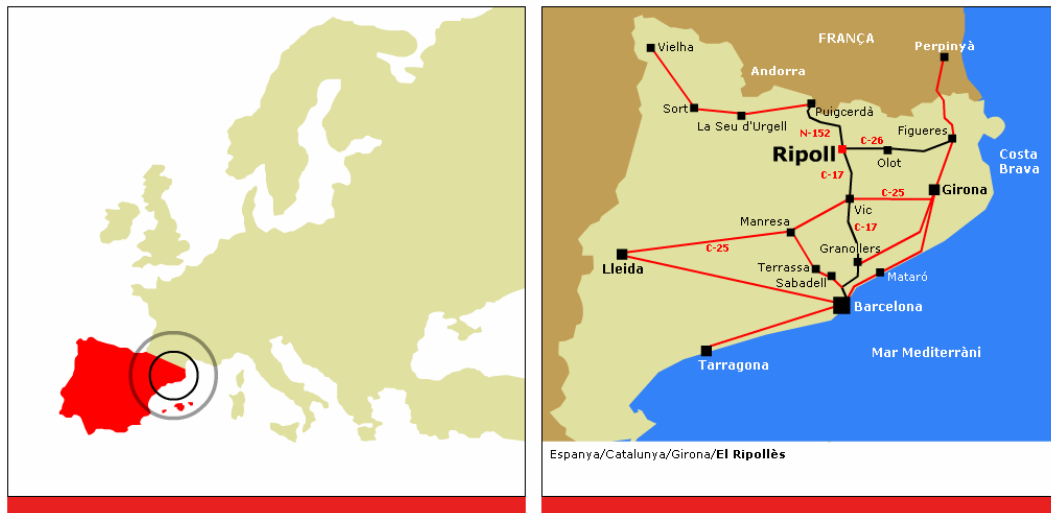 FRANÇA
Perpinyà
Vielha
Andorra
Sort
Puigcerdà
La Seu d'Urgell
N-152
Figueres
C-26
Ripoll
Olot
Costa
Brava
C-17
C-25
Girona
Vic
Manresa
C-17
C-25
Granollers
Lleida
Terrassa
Mataró
Sabadell
Barcelona
Mar Mediterràni
Tarragona
Espanya/Catalunya/Girona/El Ripollès